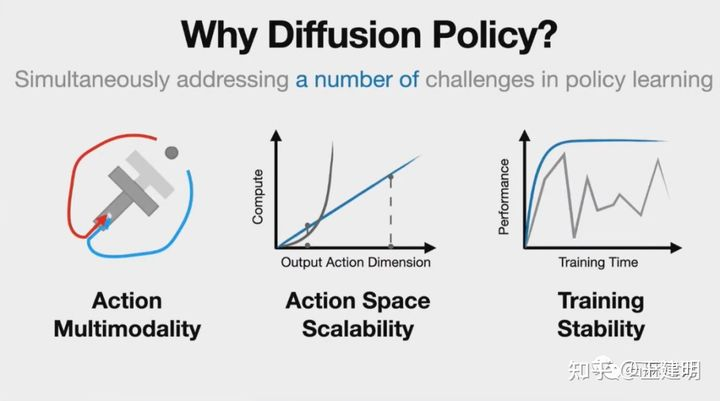 Why Diffusion Policy?
Simultaneously addressing a number of challenges in policy learning
Compute
Output Action Dimension
Performance
Training Time
Action
Multimodality
Action Space
Scalability
Training
Stability
知乎 @王建明